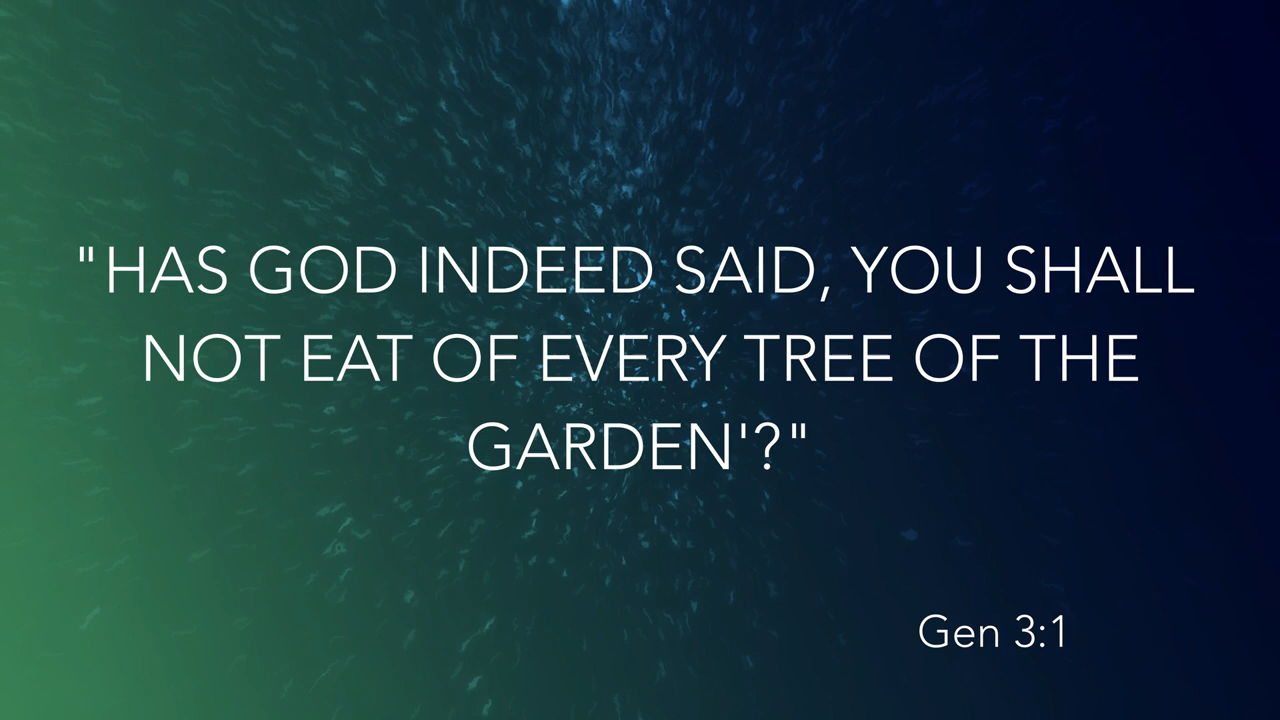 "HAS GOD INDEED SAID, YOU SHALL
NOT EAT OF EVERY TREE OF THE
GARDEN'?"
Gen 3:1